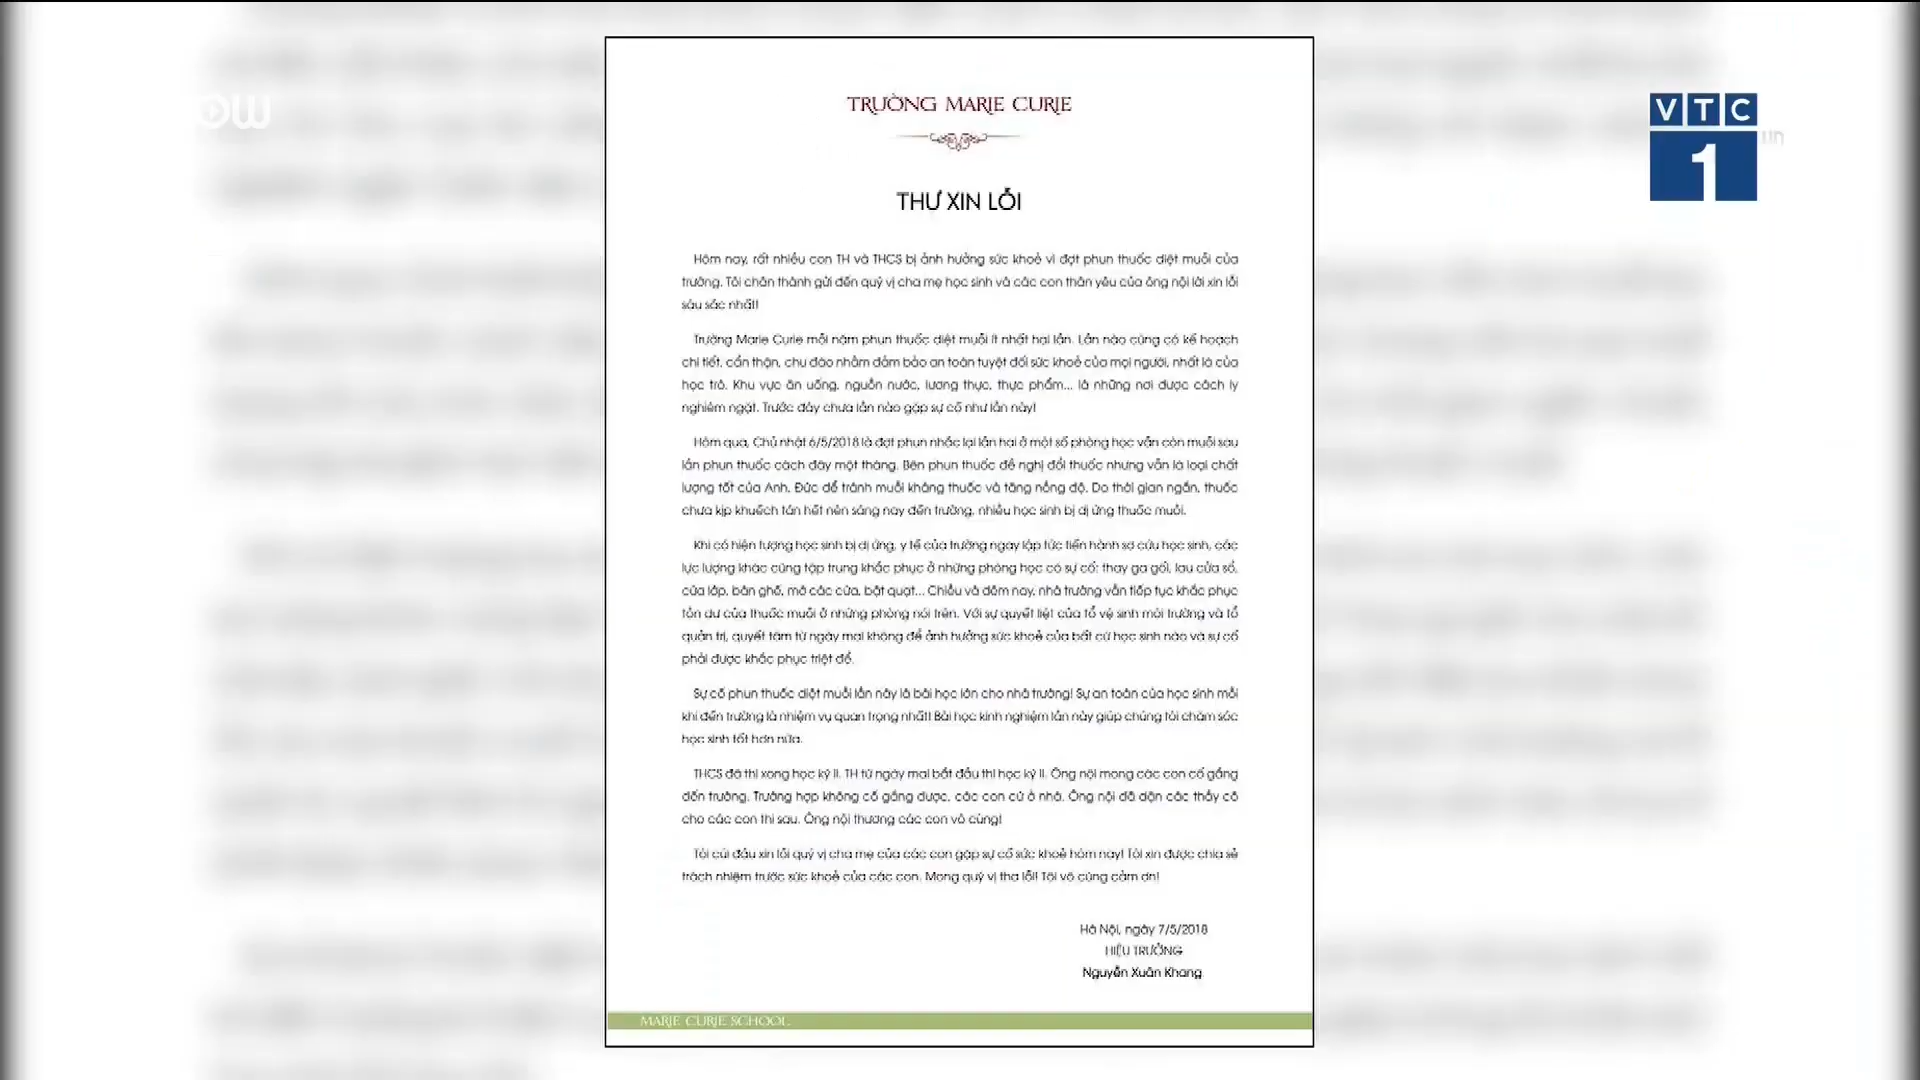 TRƯỜNG MARIE CURIE
THƯ XIN LỖI
Hôm nay, rất nhiều con TH và THCS bị ảnh hưởng sức khoẻ vì đợt phun thuốc diệt muỗi của
trường. Tôi chân thành gửi đến quý vị cha mẹ học sinh và các con thân yêu của ông nội lời xin lỗi
sâu sắc nhất!
Trường Marie Curie mỗi năm phun thuốc diệt muỗi ít nhất hai lần. Lần nào cũng có kế hoạch
chi tiết, cẩn thận, chu đáo nhằm đảm bảo an toàn tuyệt đối sức khoẻ của mọi người, nhất là của
học trò. Khu vực ăn uống, nguồn nước, lương thực, thực phẩm... là những nơi được cách ly
nghiêm ngặt. Trước đây chưa lần nào gặp sự cố như lần này!
Hôm qua, Chủ nhật 6/5/2018 là đợt phun nhắc lại lần hai ở một số phòng học vẫn còn muỗi sau
lần phun thuốc cách đây một tháng. Bên phun thuốc đề nghị đổi thuốc nhưng vẫn là loại chất
lượng tốt của Anh, Đức để tránh muỗi kháng thuốc và tăng nồng độ. Do thời gian ngắn, thuốc
chưa kịp khuếch tán hết nên sáng nay đến trường, nhiều học sinh bị dị ứng thuốc muỗi.
Khi có hiện tượng học sinh bị dị ứng, y tế của trường ngay lập tức tiến hành sơ cứu học sinh, các
lực lượng khác cùng tập trung khắc phục ở những phòng học có sự cố: thay ga gối, lau cửa sổ,
cửa lớp, bàn ghế, mở các cửa, bật quạt... Chiều và đêm nay, nhà trường vẫn tiếp tục khắc phục
tồn dư của thuốc muỗi ở những phòng nói trên. Với sự quyết liệt của tổ vệ sinh môi trường và tổ
quản trị, quyết tâm từ ngày mai không để ảnh hưởng sức khoẻ của bất cứ học sinh nào và sự cố
phải được khắc phục triệt để.
Sự cố phun thuốc diệt muỗi lần này là bài học lớn cho nhà trường! Sự an toàn của học sinh mỗi
khi đến trường là nhiệm vụ quan trọng nhất! Bài học kinh nghiệm lần này giúp chúng tôi chăm sóc
học sinh tốt hơn nữa.
THCS đã thi xong học kỳ II. TH từ ngày mai bắt đầu thi học kỳ II. Ông nội mong các con cố gắng
đến trường. Trường hợp không cố gắng được, các con cứ ở nhà. Ông nội đã dặn các thầy cô
cho các con thi sau. Ông nội thương các con vô cùng!
Tôi cúi đầu xin lỗi quý vị cha mẹ của các con gặp sự cố sức khoẻ hôm nay! Tôi xin được chia sẻ
trách nhiệm trước sức khoẻ của các con. Mong quý vị tha lỗi! Tôi vô cùng cảm ơn!
Hà Nội, ngày 7/5/2018
HIỆU TRƯỞNG
Nguyễn Xuân Khang
MARIE CURIE SCHOOL
VTC
1